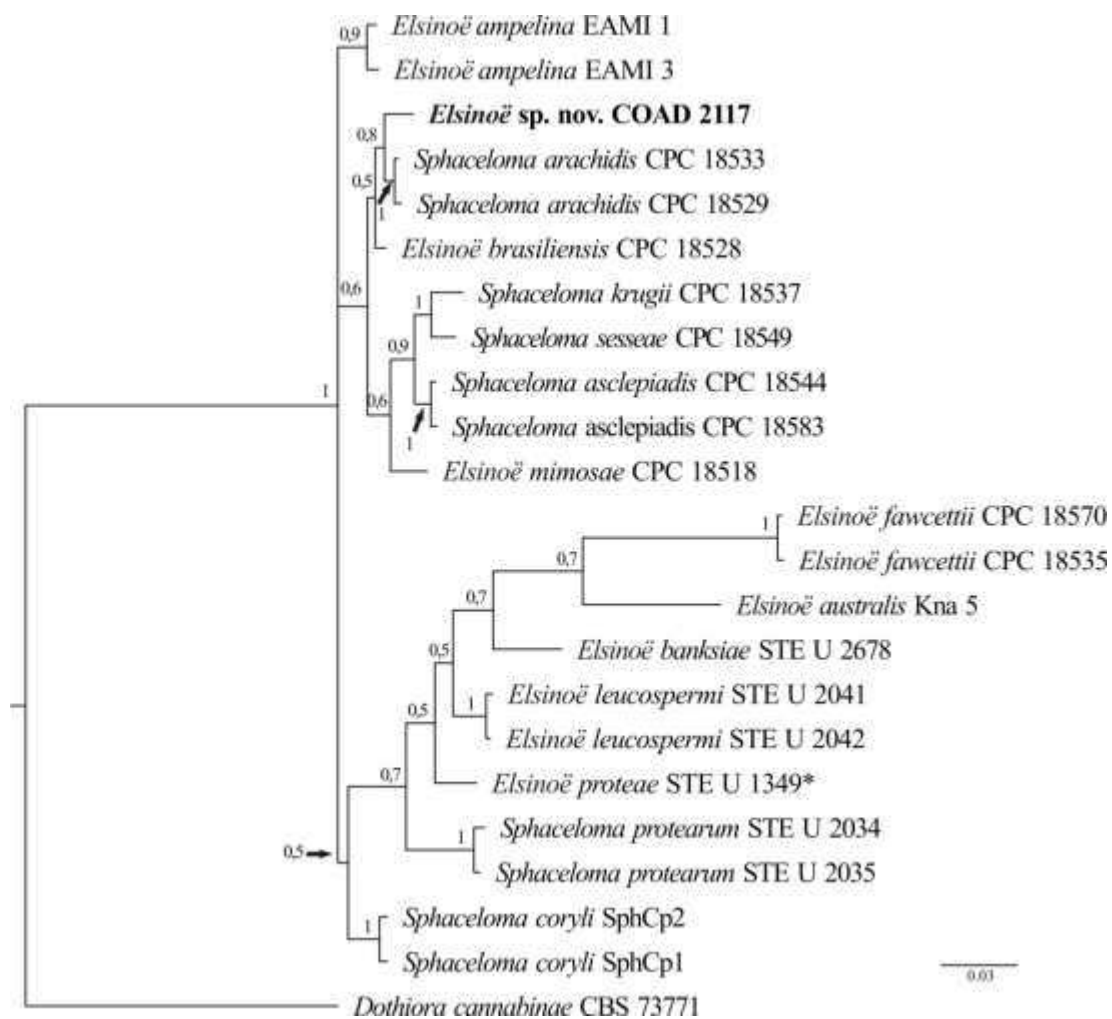 0,9
Elsinoë ampelina EAMI 1
Elsinoë ampelina EAMI 3
Elsinoë sp. nov. COAD 2117
0,8
Sphaceloma arachidis CPC 18533
0,5
1
Sphaceloma arachidis CPC 18529
Elsinoë brasiliensis CPC 18528
0,6
Sphaceloma krugii CPC 18537
1
Sphaceloma sesseae CPC 18549
0,9
Sphaceloma asclepiadis CPC 18544
1
0,6
Sphaceloma asclepiadis CPC 18583
1
Elsinoë mimosae CPC 18518
Elsinoë fawcettii CPC 18570
1
Elsinoë fawcettii CPC 18535
0,7
0,7
Elsinoë australis Kna 5
Elsinoë banksiae STE U 2678
0,5
Elsinoë leucospermi STE U 2041
1
0,5
Elsinoë leucospermi STE U 2042
0,7
Elsinoë proteae STE U 1349*
Sphaceloma protearum STE U 2034
1
0,5
Sphaceloma protearum STE U 2035
Sphaceloma coryli SphCp2
1
Sphaceloma coryli SphCp1
0.03
Dothiora cannabinae CBS 73771